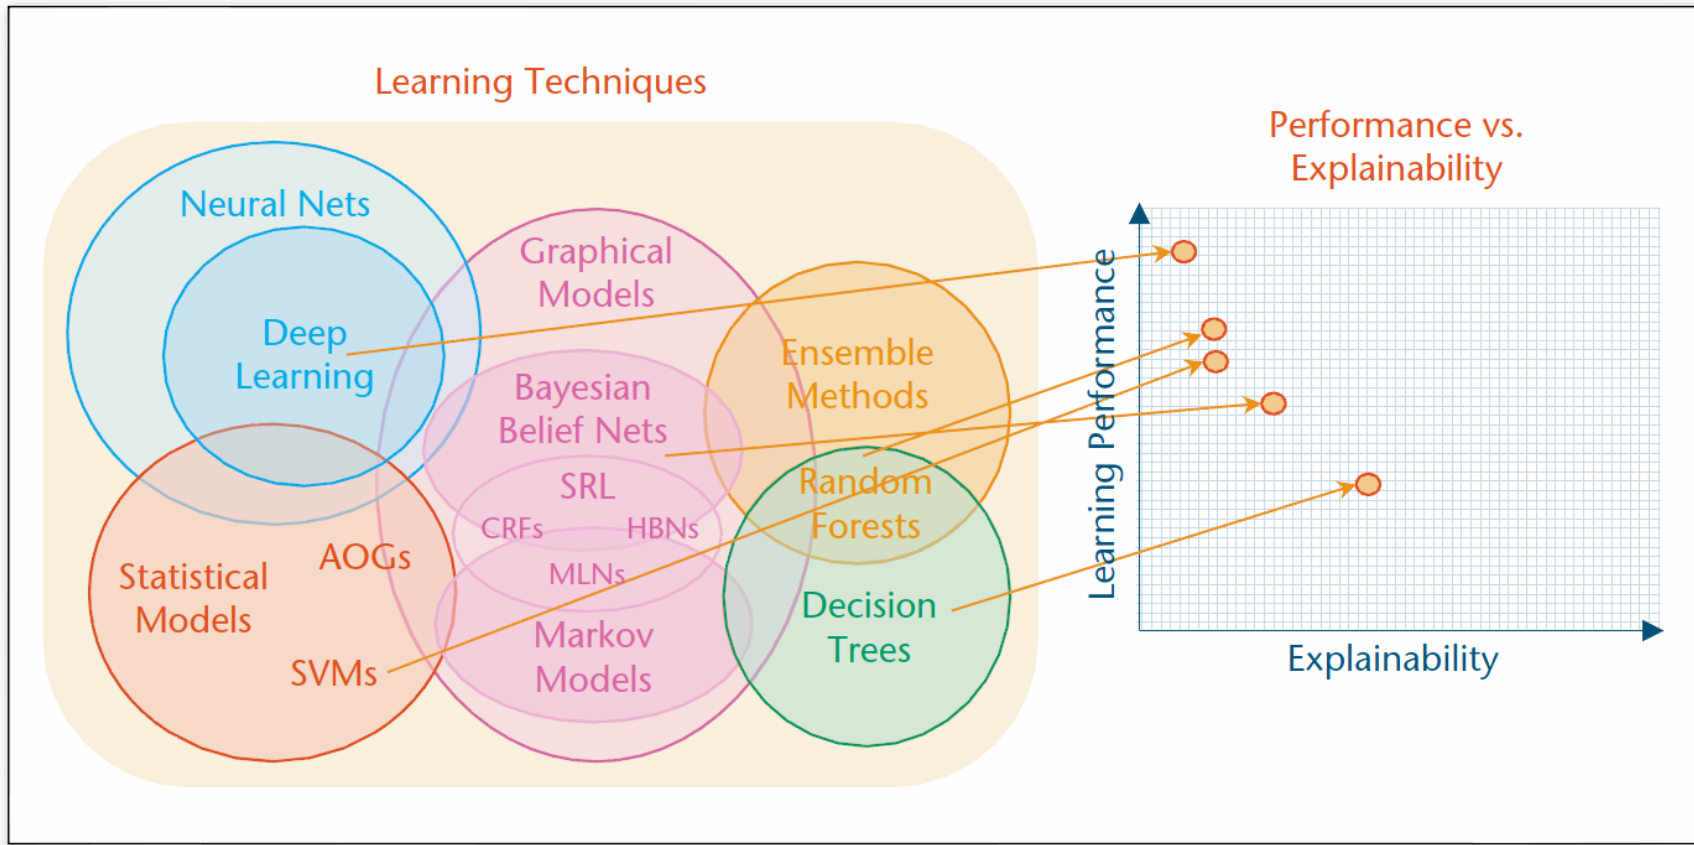 Learning Techniques
Neural Nets
Deep
Learning
Graphical
Models
Bayesian
Belief Nets
SRL
CRFs
HBNs
MLNs
Markov
Models
Ensemble
Methods
Random
Forests
Decision
Trees
Statistical
Models
AOGs
SVMs
Performance vs.
Explainability
Learning Performance
Explainability